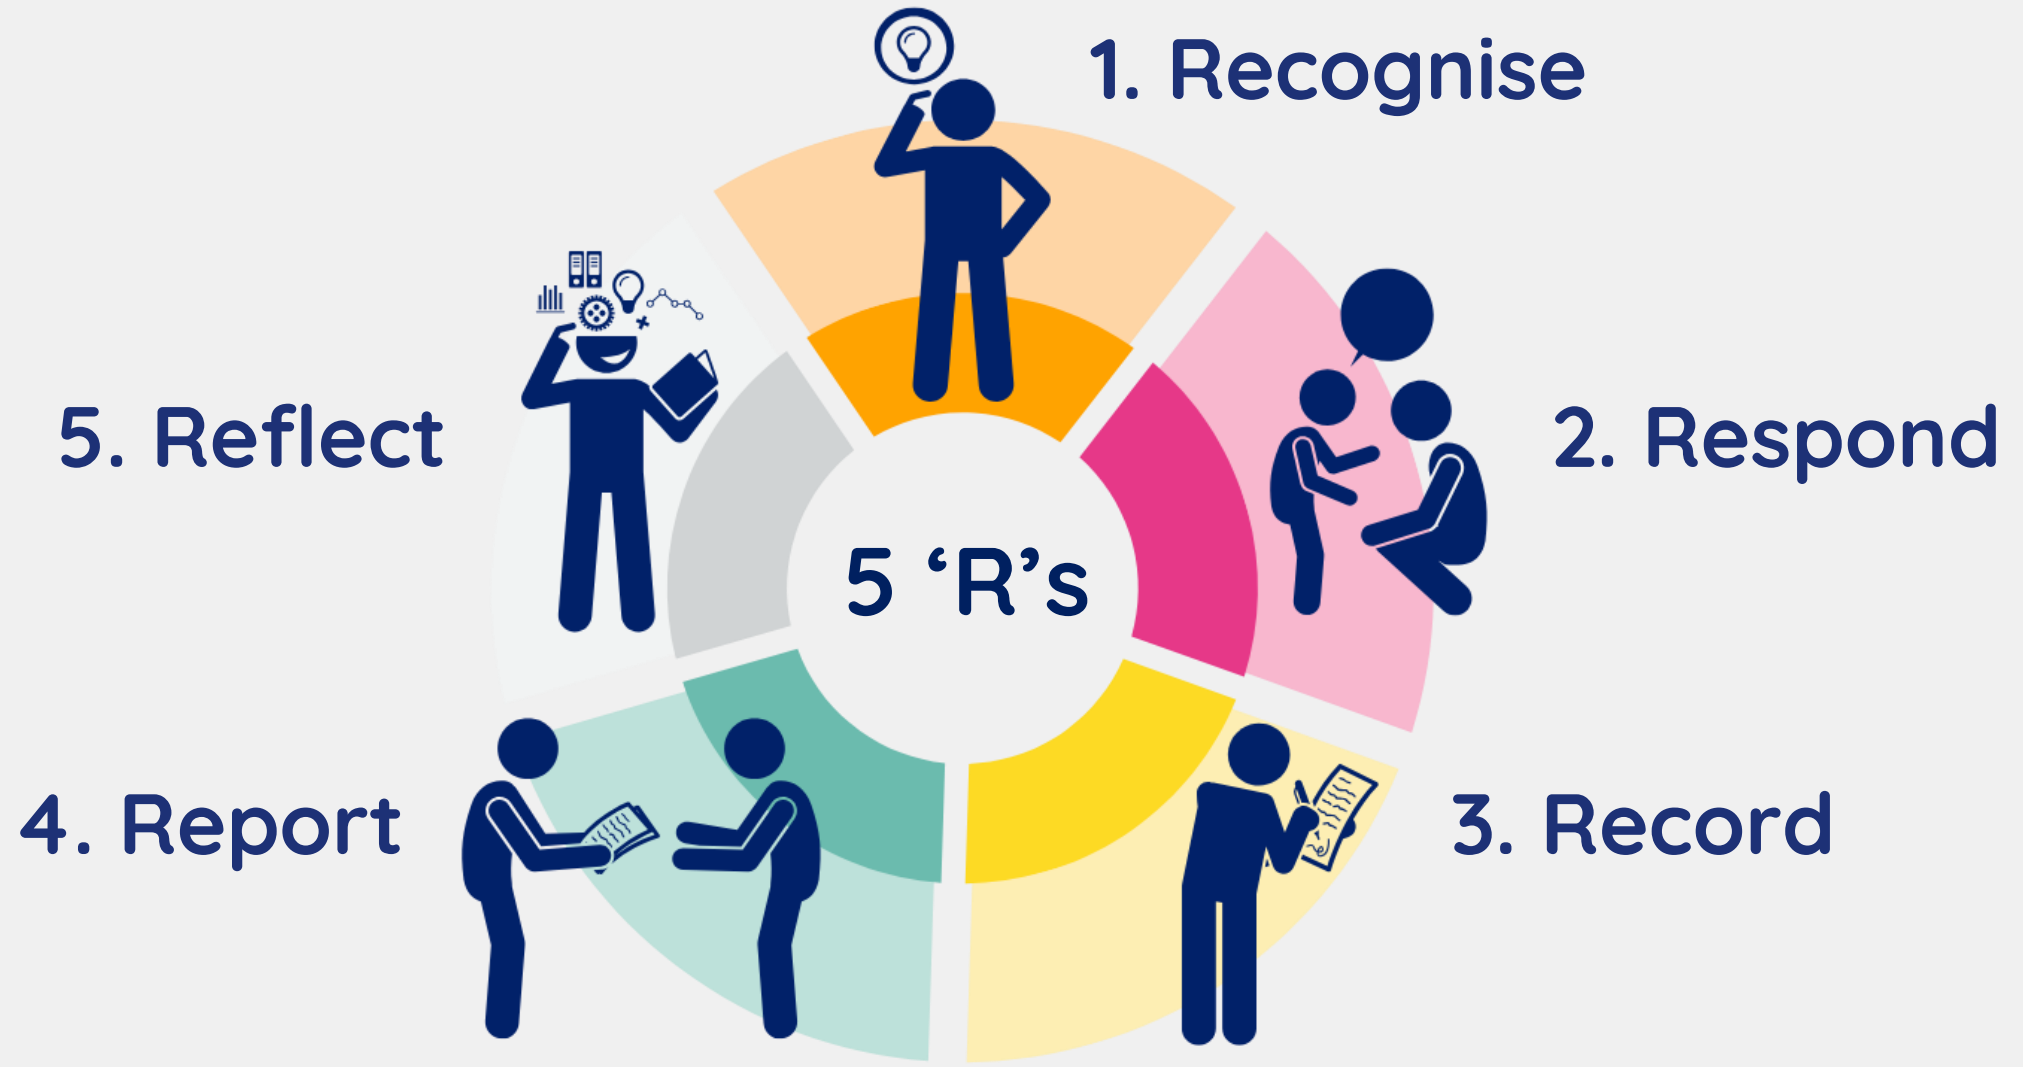 1. Recognise
2. Respond
3. Record
4. Report
5. Reflect
5 ‘R’s